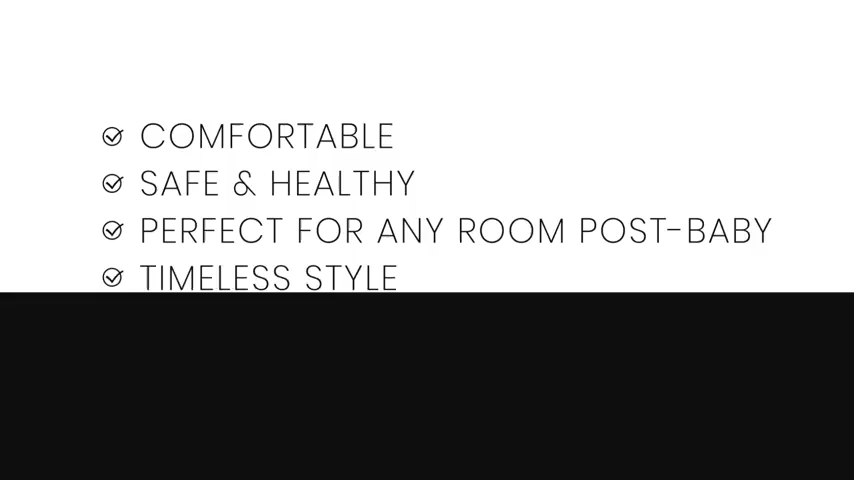 COMFORTABLE
SAFE & HEALTHY
PERFECT FOR ANY ROOM POST-BABY
TIMELESS STYLE